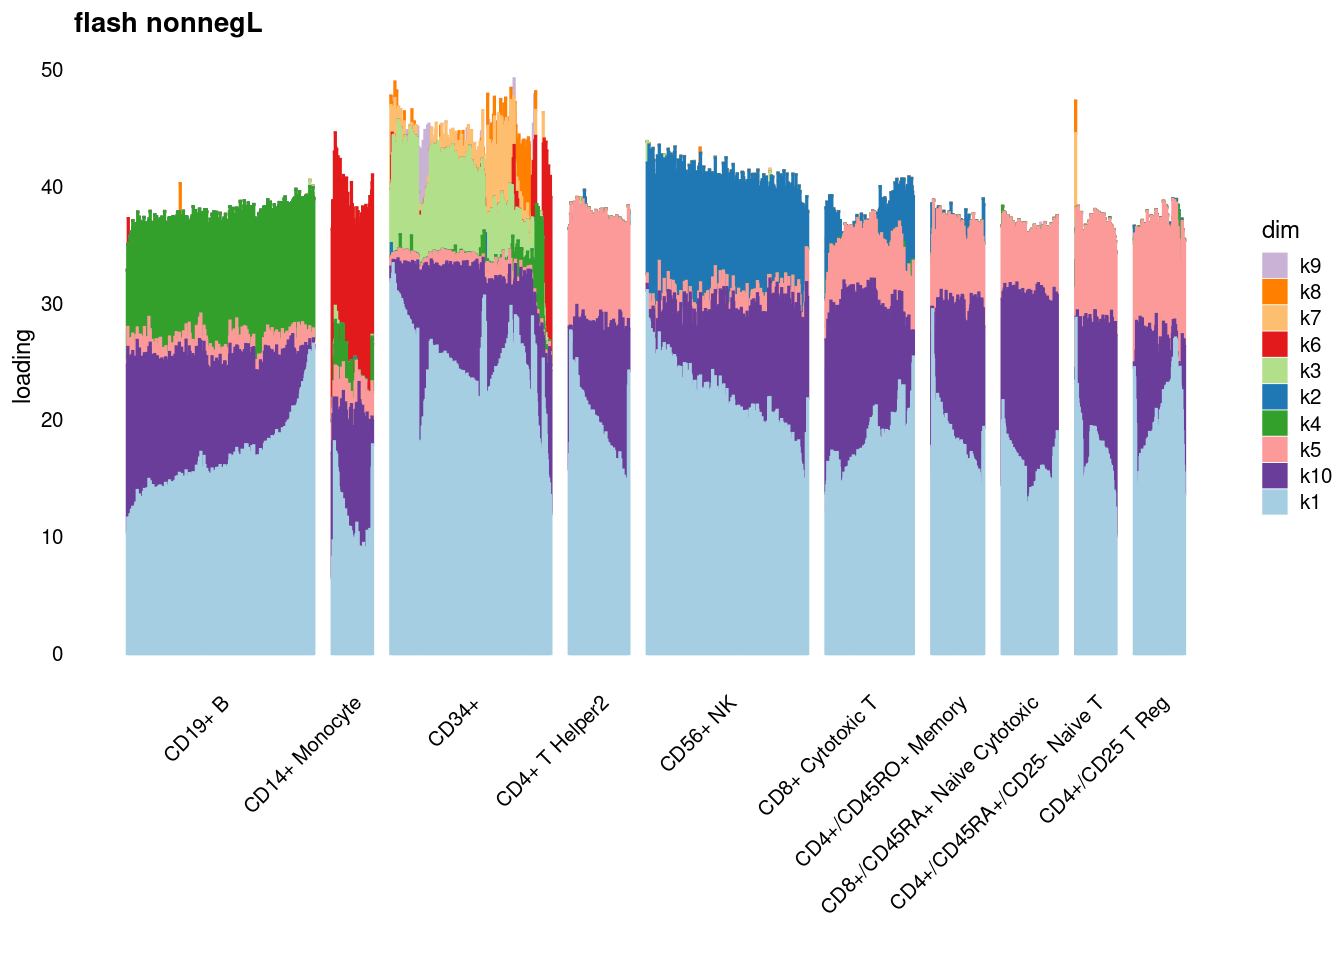 flash nonnegL
50
40
30
20
10
0
loading
CD19+ B
CD14+ Monocyte
CD34+
CD4+ T Helper2
CD56+ NK
CD8+ Cytotoxic T
CD4+/CD45RO+ Memory
CD8+/CD45RA+ Naive Cytotoxic
CD4+/CD45RA+/CD25- Naive T
CD4+/CD25 T Reg
dim
k9
k8
k7
k6
k3
k2
k4
k5
k10
k1